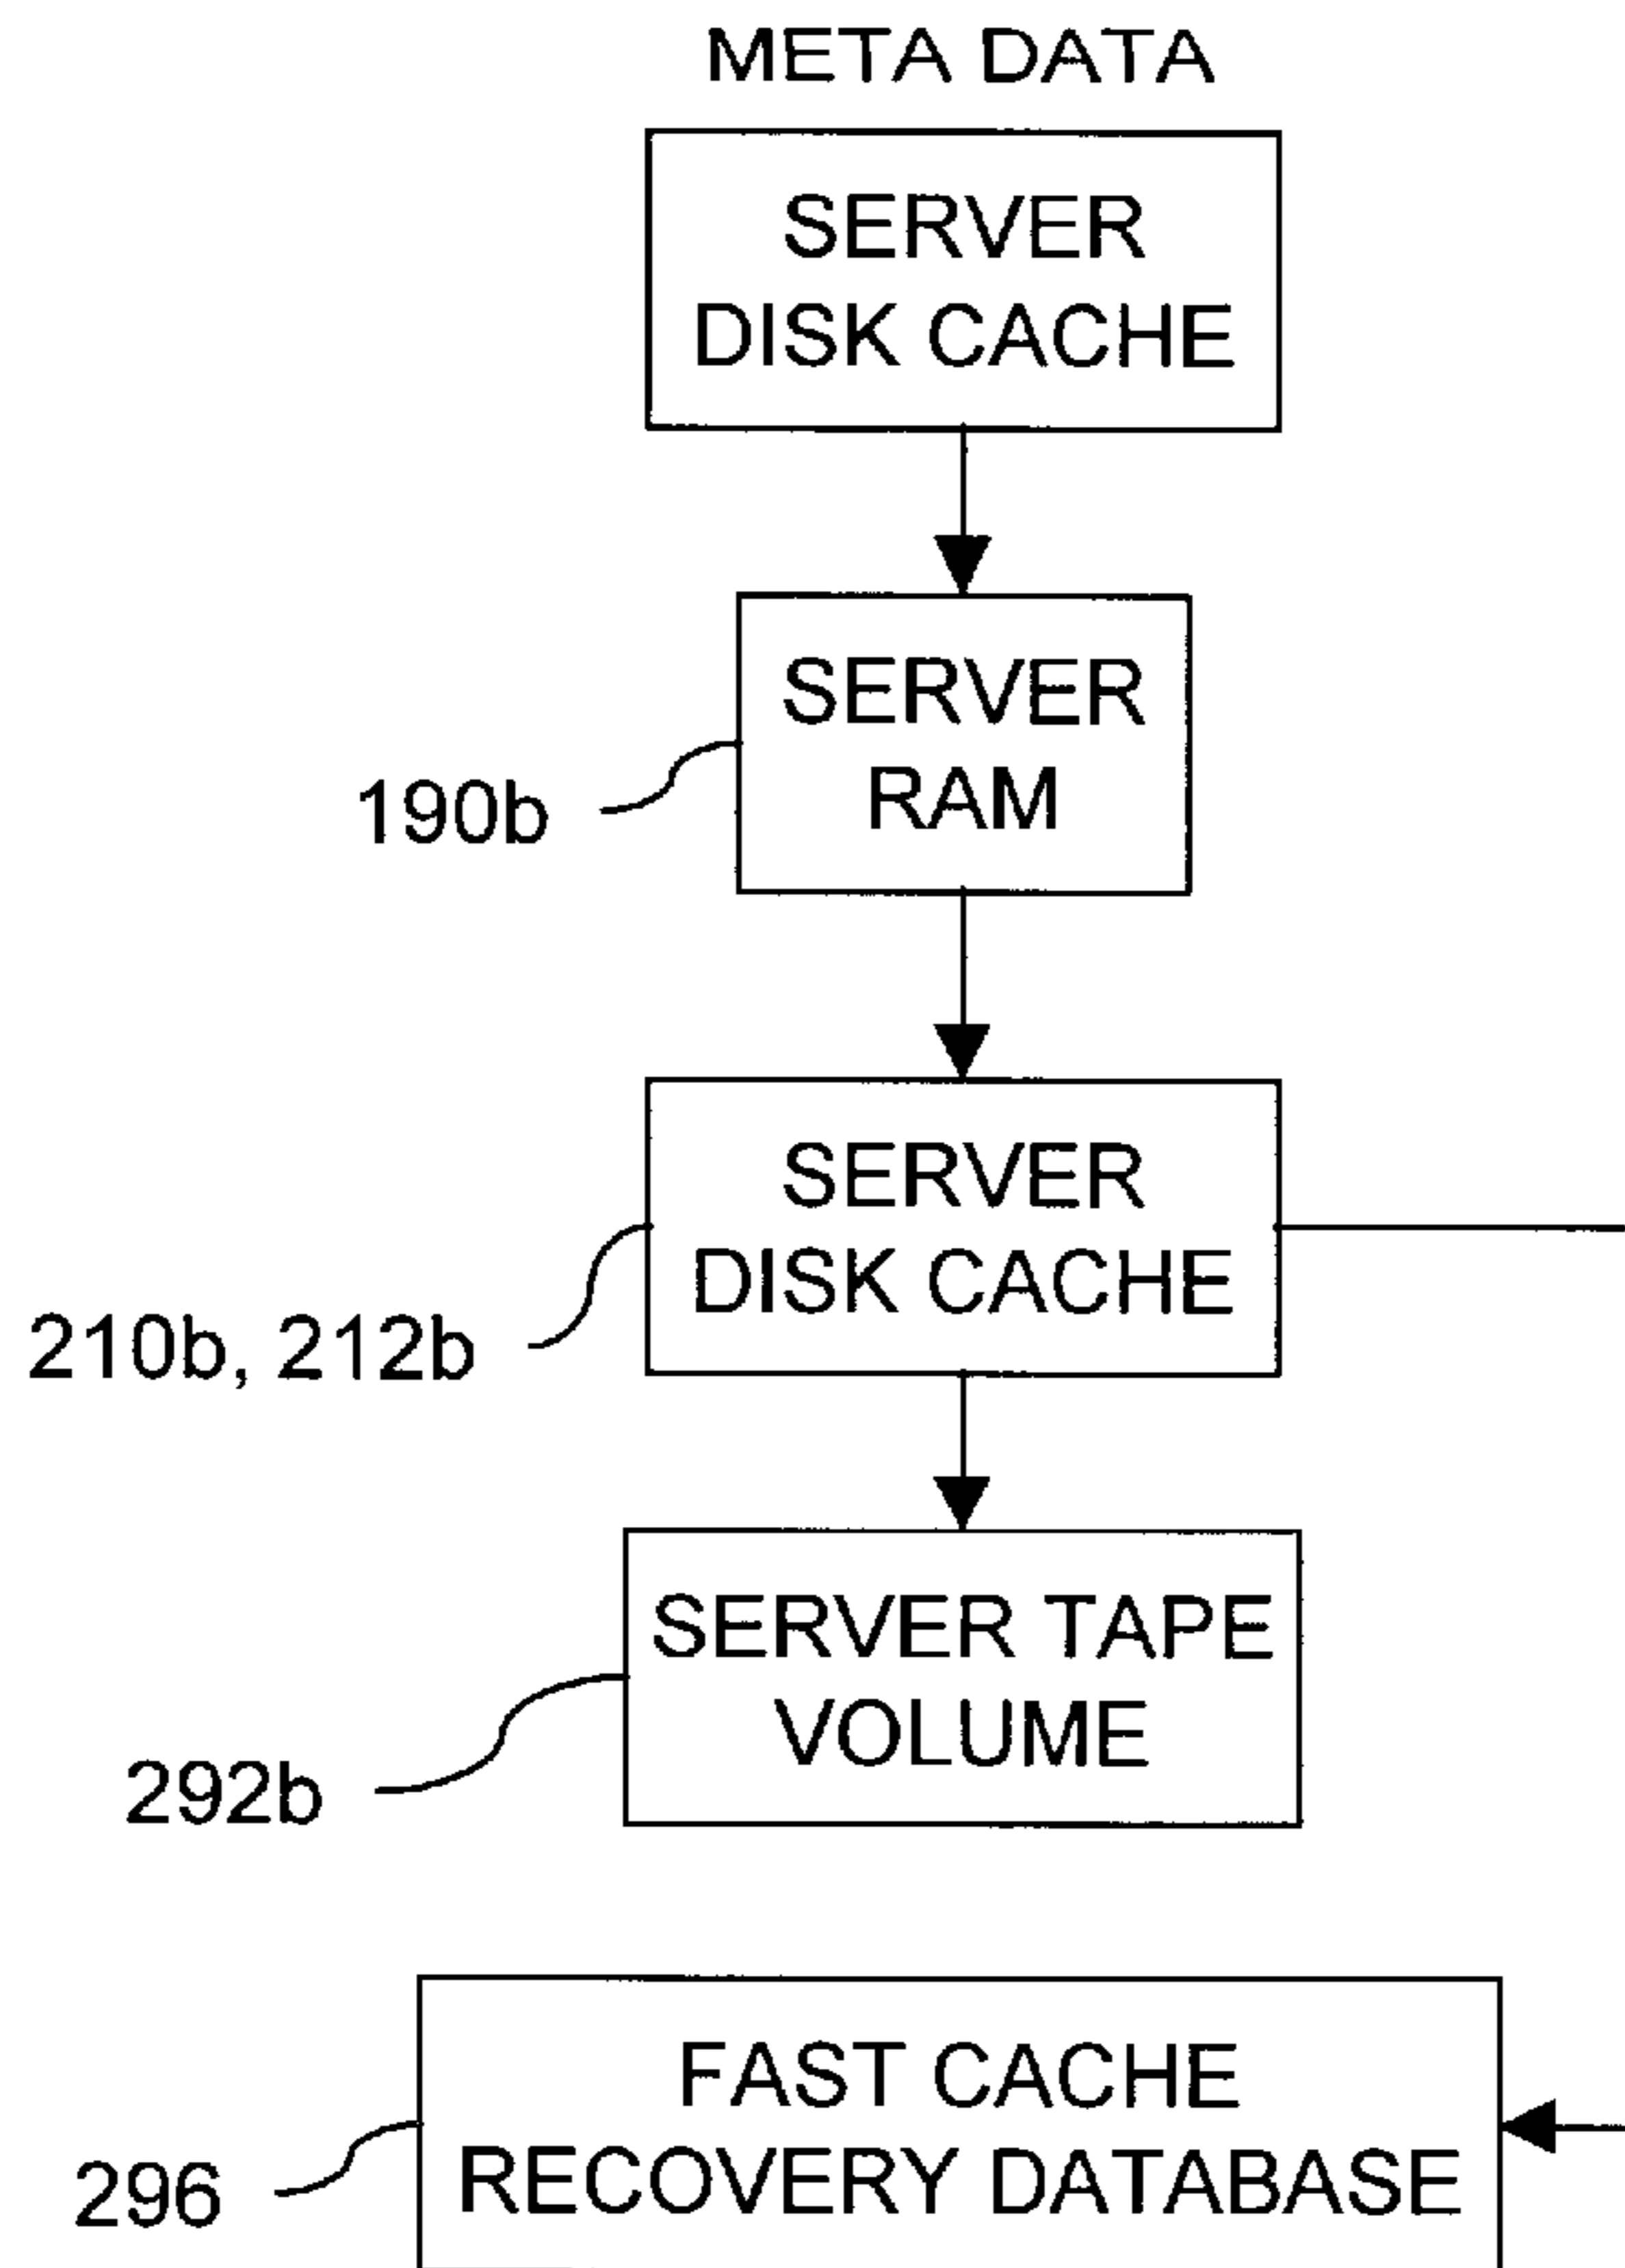 META DATA
SERVER
DISK CACHE
SERVER
RAM
190b
SERVER
DISK CACHE
210b, 212b
SERVER TAPE
VOLUME
292b
FAST CACHE
RECOVERY DATABASE
296